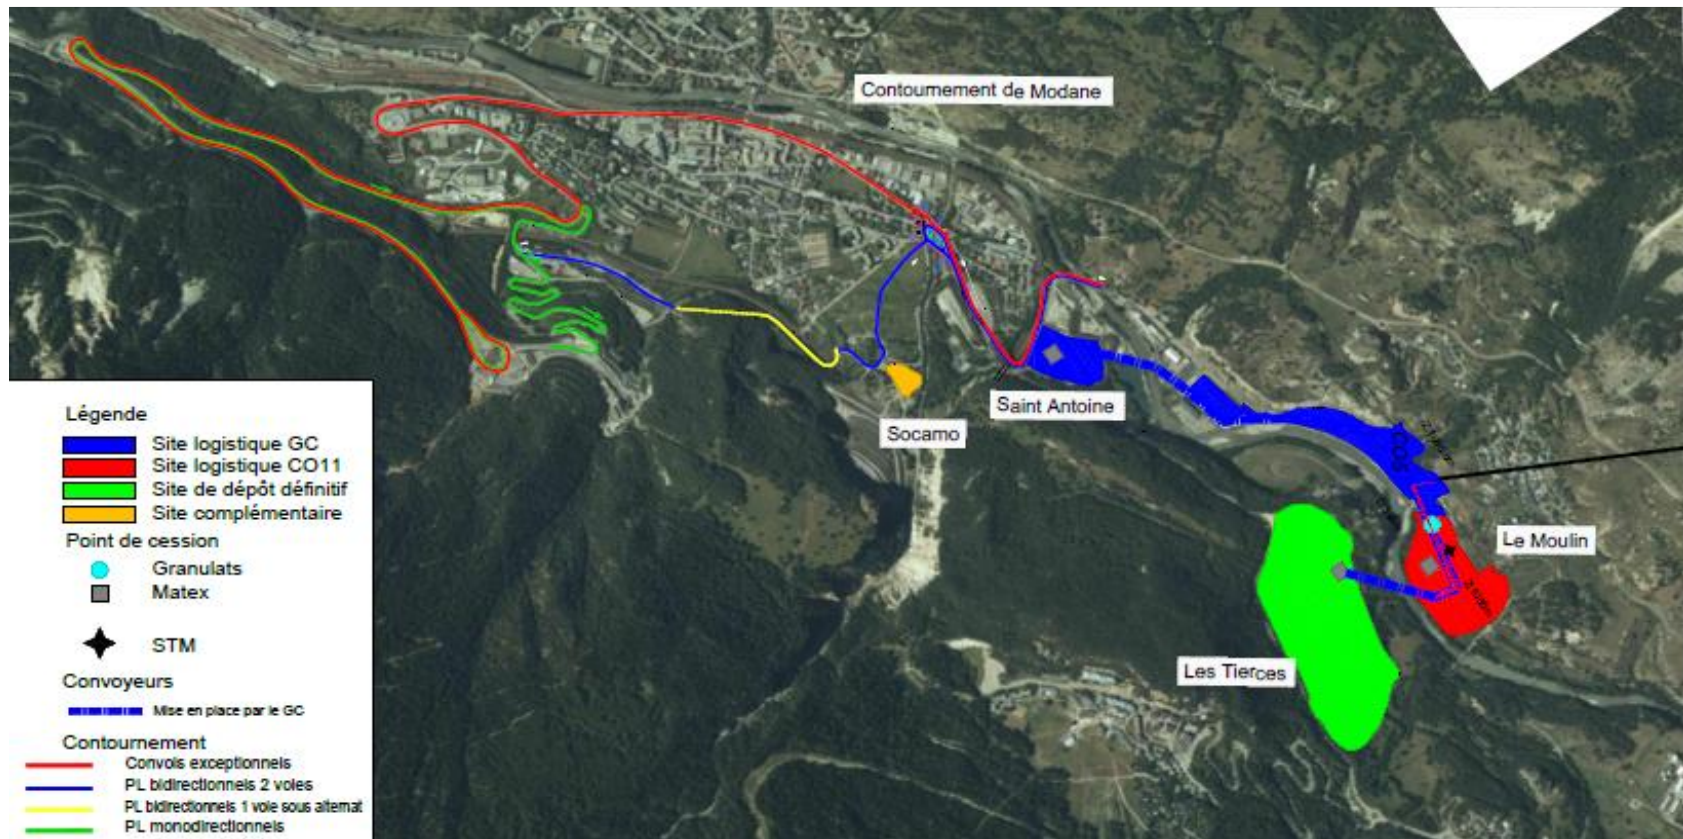 Contournement de Modane
Saint Antoine
Socamo
CO5
Le Moulin
Les Tierces
Légende
Site logistique GC
Site logistique CO11
Site de dépôt définitif
Site complémentaire
Point de cession
Granulats
Matex
STM
Convoyeurs
Mise en place par le GC
Contournement
Convois exceptionnels
PL bidirectionnels 2 voies
PL bidirectionnels 1 voie sous alternat
PL monodirectionnels